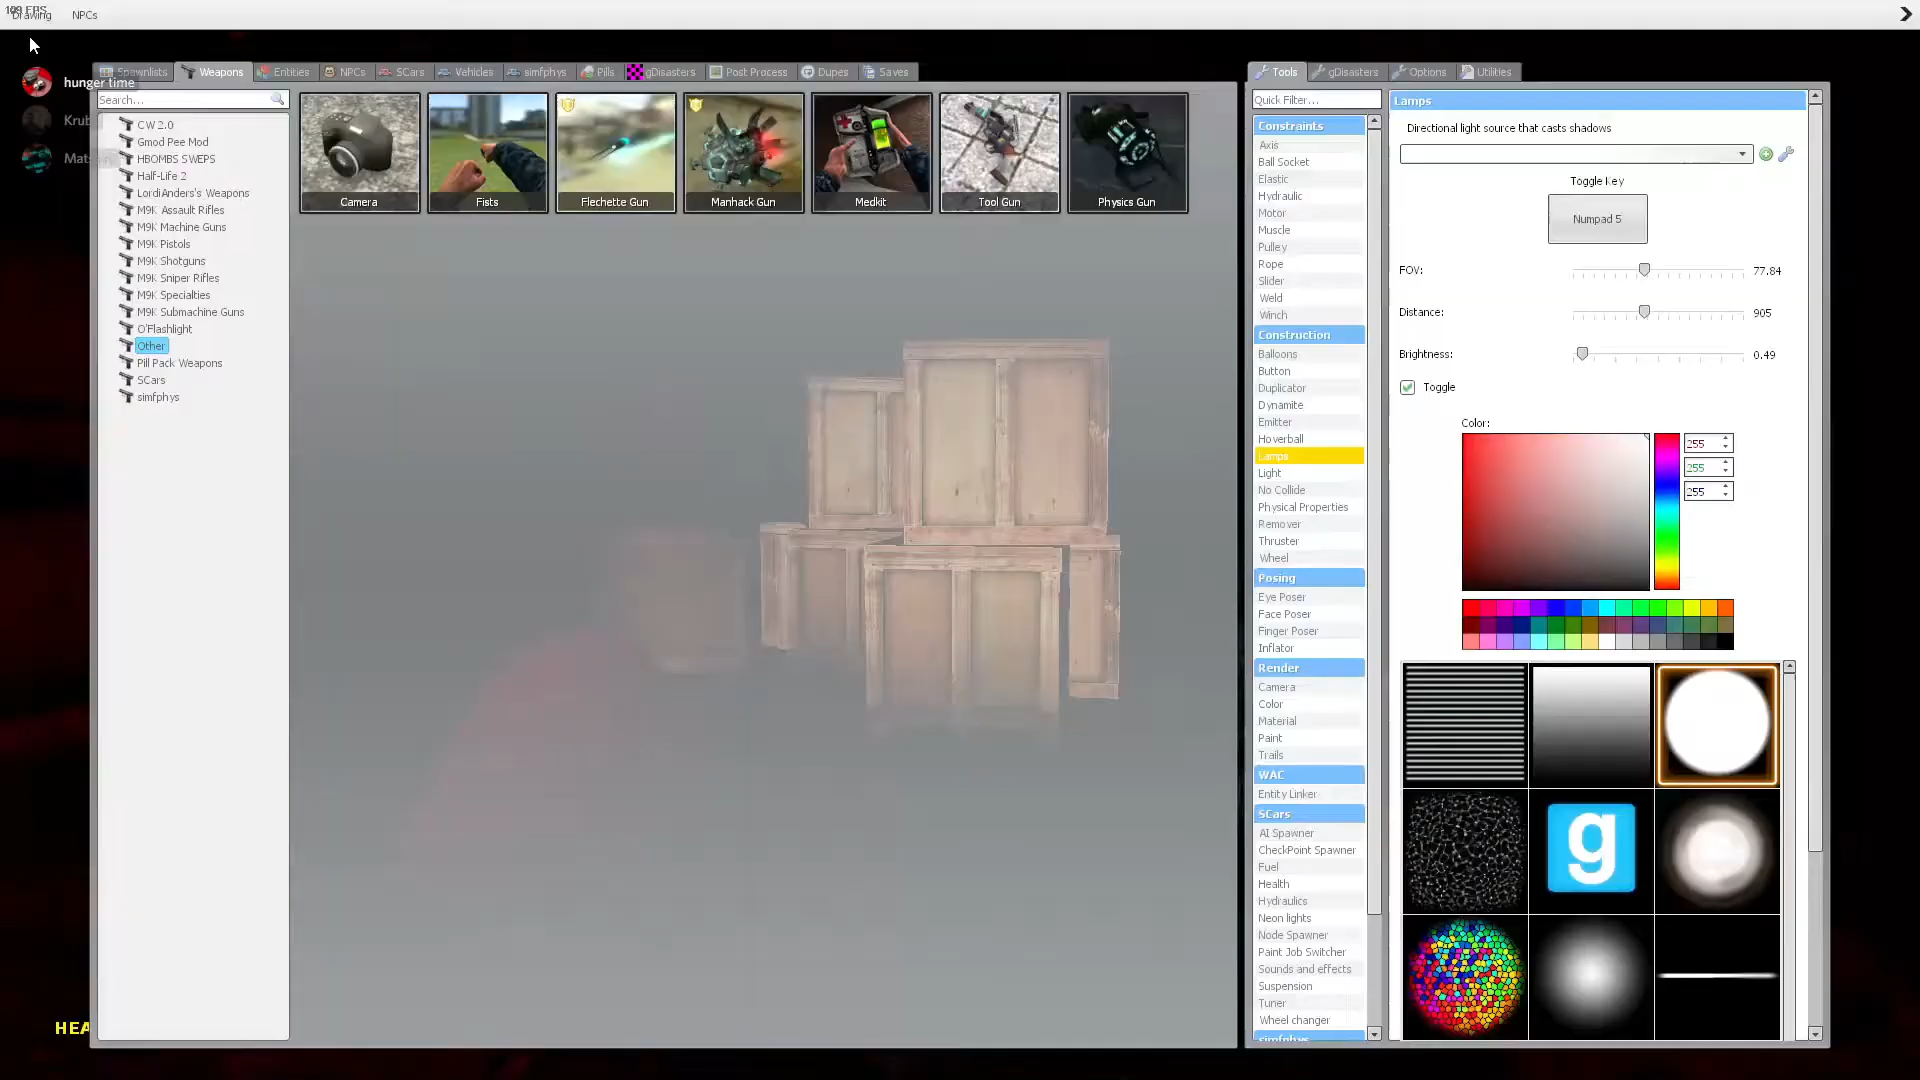 109 FPS
Drawing NPCs
hunger time
Krub
Mats
Spawnlists Weapons Entities NPCs SCars Vehicles simfphys Pills gDisasters Post Process Dupes Saves
Search...
CW 2.0
Gmod Pee Mod
HBOMBS SWEPS
Half-Life 2
LordiAnders's Weapons
M9K Assault Rifles
M9K Machine Guns
M9K Pistols
M9K Shotguns
M9K Sniper Rifles
M9K Specialties
M9K Submachine Guns
O'Flashlight
Other
Pill Pack Weapons
SCars
simfphys
Camera Fists Flechette Gun Manhack Gun Medkit Tool Gun Physics Gun
HEA
Tools gDisasters Options Utilities
Quick Filter...
Constraints
Axis
Ball Socket
Elastic
Hydraulic
Motor
Muscle
Pulley
Rope
Slider
Weld
Winch
Construction
Balloons
Button
Duplicator
Dynamite
Emitter
Hoverball
Lamps
Light
No Collide
Physical Properties
Remover
Thruster
Wheel
Posing
Eye Poser
Face Poser
Finger Poser
Inflator
Render
Camera
Color
Material
Paint
Trails
WAC
Entity Linker
SCars
AI Spawner
CheckPoint Spawner
Fuel
Health
Hydraulics
Neon lights
Node Spawner
Paint Job Switcher
Sounds and effects
Suspension
Tuner
Wheel changer
simfphys
Lamps
Directional light source that casts shadows
Toggle Key
Numpad 5
FOV: 77.84
Distance: 905
Brightness: 0.49
Toggle
Color:
255
255
255
g